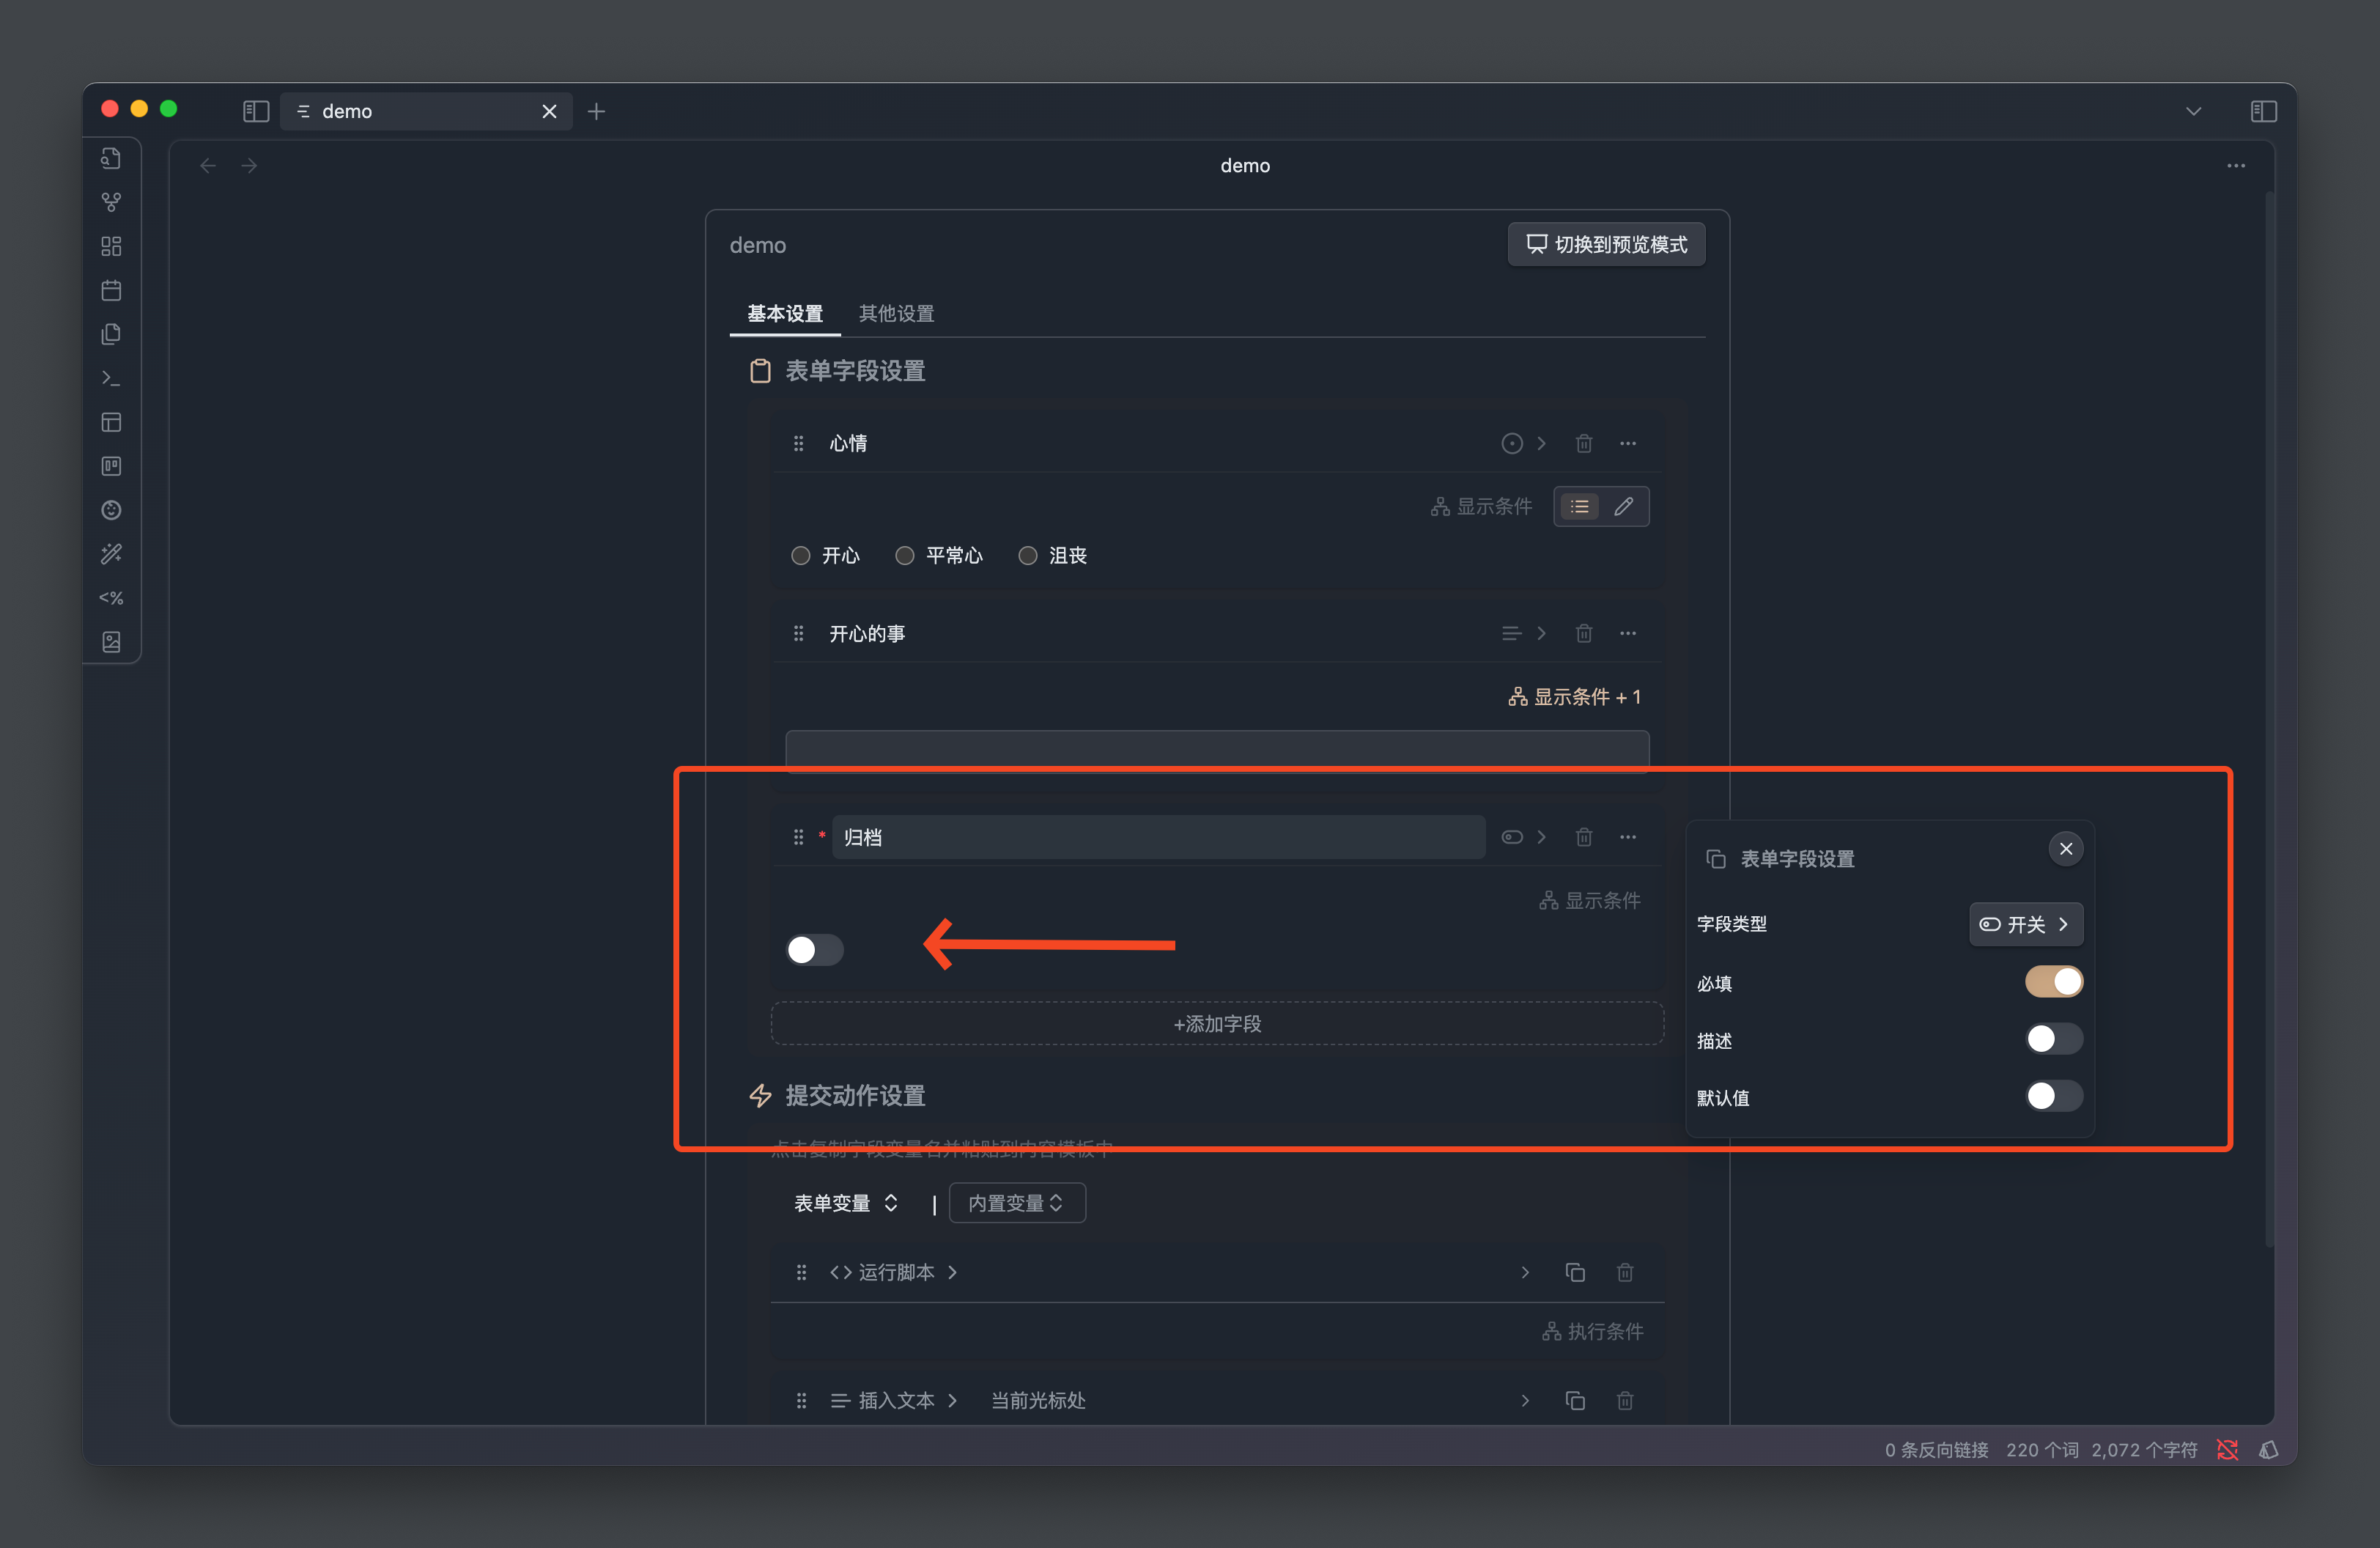 demo
demo
demo
切换到预览模式
基本设置 其他设置
表单字段设置
心情
显示条件
开心 平常心 沮丧
开心的事
显示条件 + 1
* 归档
显示条件
+添加字段
表单字段设置
字段类型 开关
必填
描述
默认值
提交动作设置
点击复制字段变量名并粘贴到内容模板中
表单变量 | 内置变量
<> 运行脚本
执行条件
插入文本 当前光标处
<%
0 条反向链接 220 个词 2,072 个字符